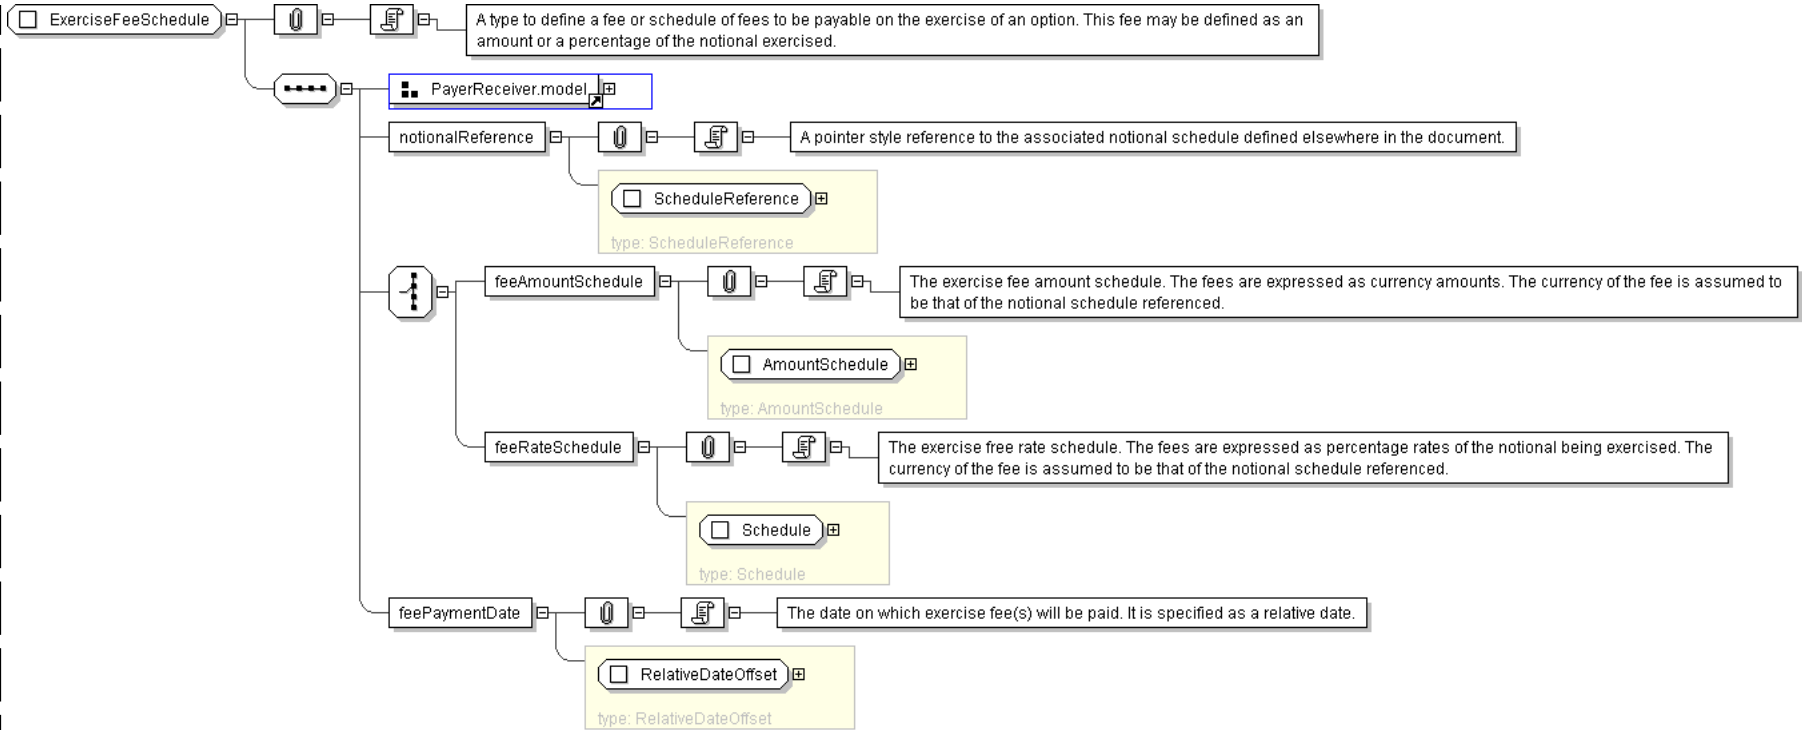 ExerciseFeeSchedule
A type to define a fee or schedule of fees to be payable on the exercise of an option. This fee may be defined as an
amount or a percentage of the notional exercised.
PayerReceiver.model
notionalReference
A pointer style reference to the associated notional schedule defined elsewhere in the document.
ScheduleReference
type: ScheduleReference
feeAmountSchedule
The exercise fee amount schedule. The fees are expressed as currency amounts. The currency of the fee is assumed to
be that of the notional schedule referenced.
AmountSchedule
type: AmountSchedule
feeRateSchedule
The exercise free rate schedule. The fees are expressed as percentage rates of the notional being exercised. The
currency of the fee is assumed to be that of the notional schedule referenced.
Schedule
type: Schedule
feePaymentDate
The date on which exercise fee(s) will be paid. It is specified as a relative date.
RelativeDateOffset
type: RelativeDateOffset